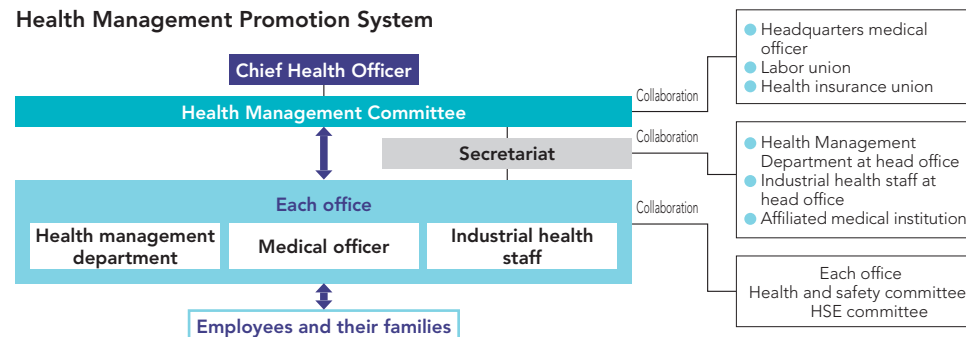 Health Management Promotion System
Chief Health Officer
Health Management Committee
Secretariat
Each office
Health management
department
Medical officer
Industrial health
staff
Employees and their families
Collaboration
Headquarters medical
officer
Labor union
Health insurance union
Collaboration
Health Management
Department at head office
Industrial health staff at
head office
Affiliated medical institution
Collaboration
Each office
Health and safety committee
HSE committee